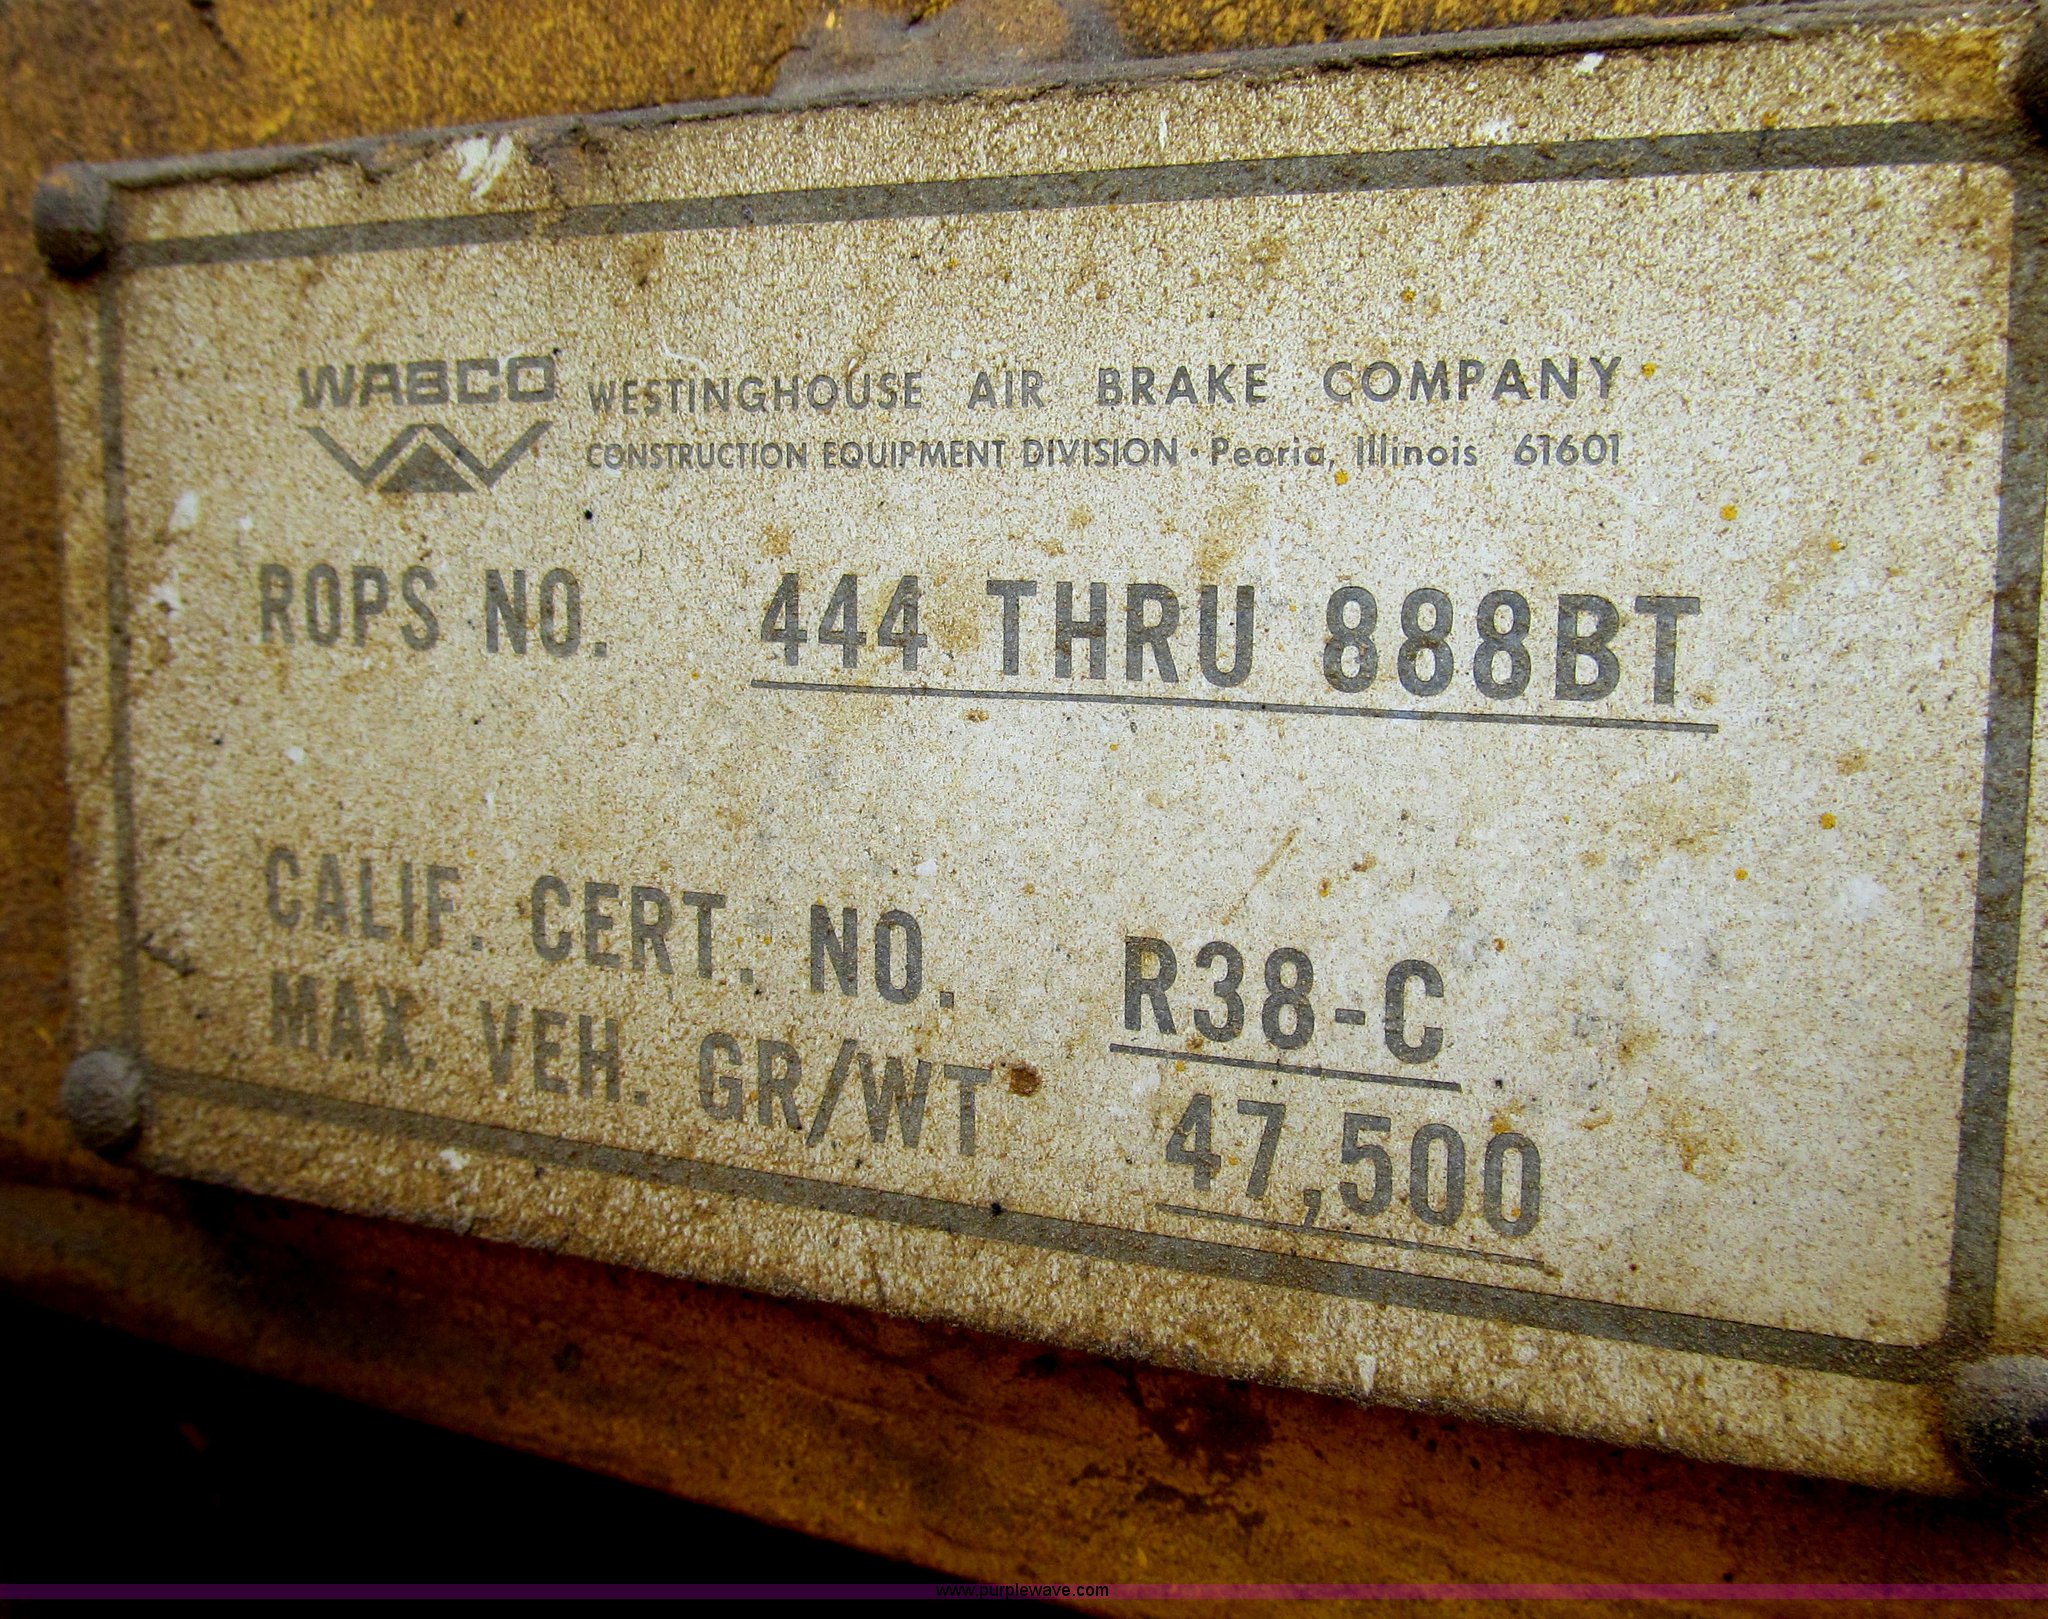 WABCO
WESTINGHOUSE AIR BRAKE COMPANY
CONSTRUCTION EQUIPMENT DIVISION · Peoria, Illinois 61601
ROPS NO. 444 THRU 888BT
CALIF. CERT. NO. R38-C
MAX. VEH. GR/WT 47,500
www.purplewave.com